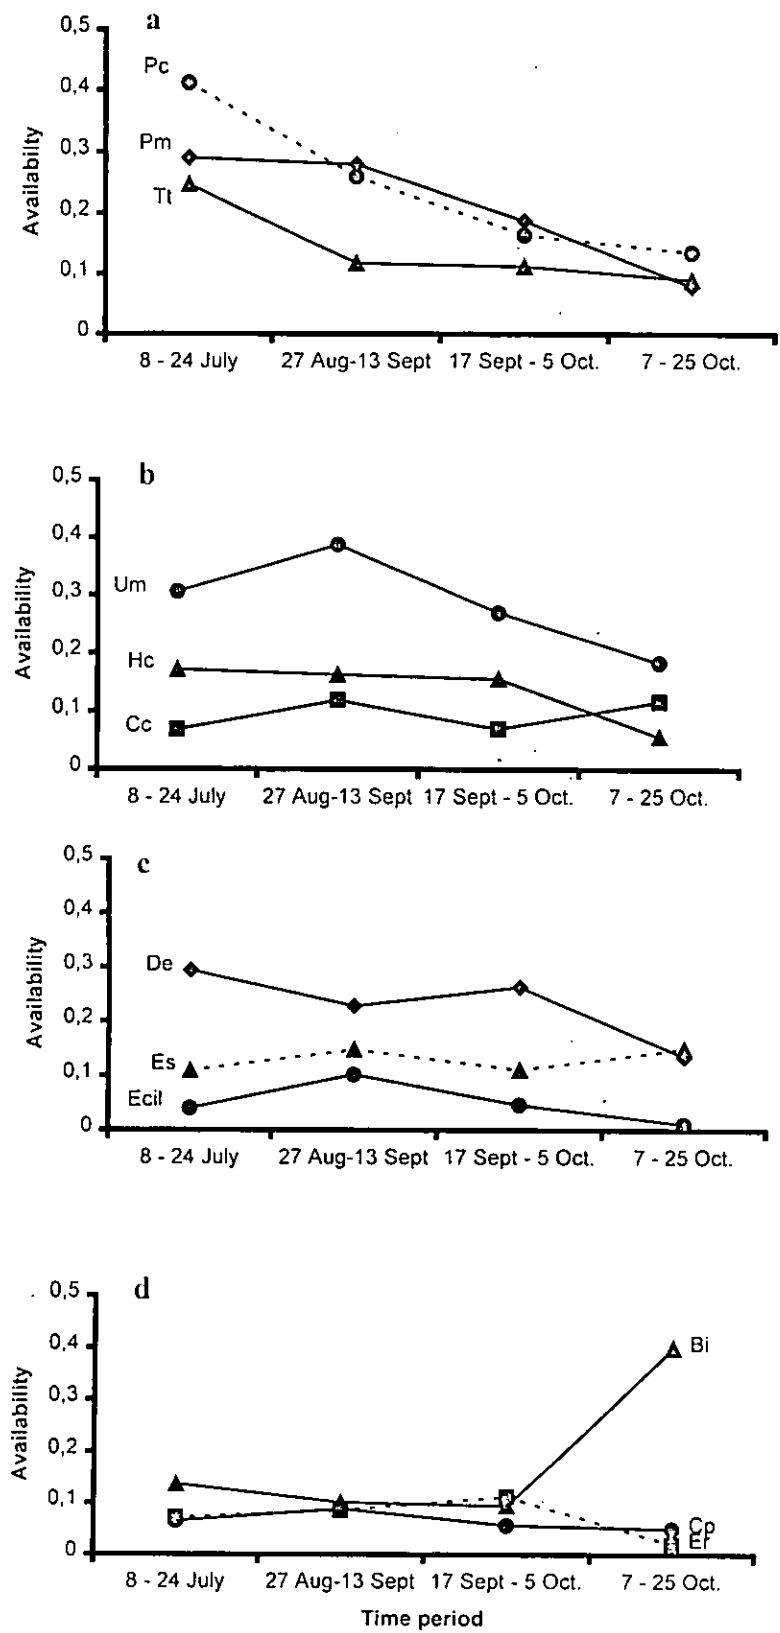 a
0,5
Pc
0,4
Pm
0,3
Tt
0,2
0,1
0
Availabilty
8 - 24 July 27 Aug-13 Sept 17 Sept - 5 Oct. 7 - 25 Oct.
b
0,5
0,4
Um
0,3
0,2
Hc
0,1
Cc
0
Availability
8 - 24 July 27 Aug-13 Sept 17 Sept - 5 Oct. 7 - 25 Oct.
c
0,5
0,4
De
0,3
0,2
Es
0,1
Ecil
0
Availability
8 - 24 July 27 Aug-13 Sept 17 Sept - 5 Oct. 7 - 25 Oct.
d
0,5
0,4
Bi
0,3
0,2
0,1
Cp
Er
0
Availability
8 - 24 July 27 Aug-13 Sept 17 Sept - 5 Oct. 7 - 25 Oct.
Time period